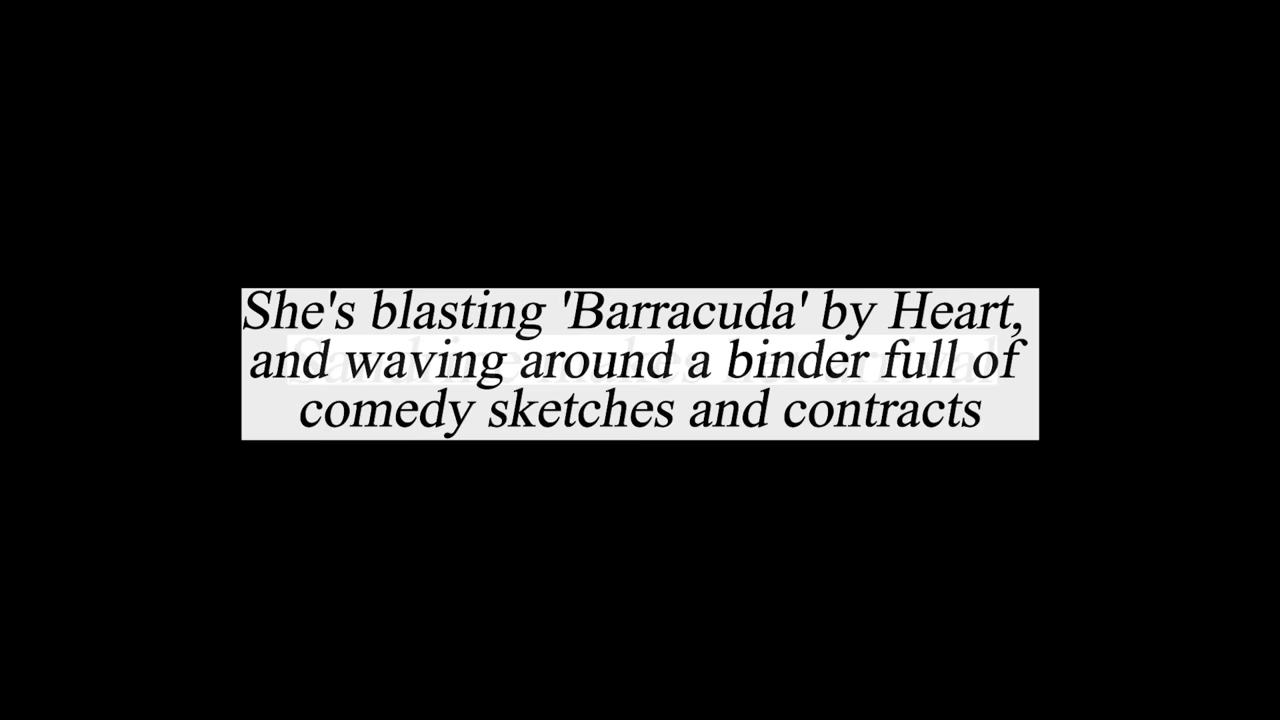 She's blasting 'Barracuda' by Heart,
and waving around a binder full of
comedy sketches and contracts